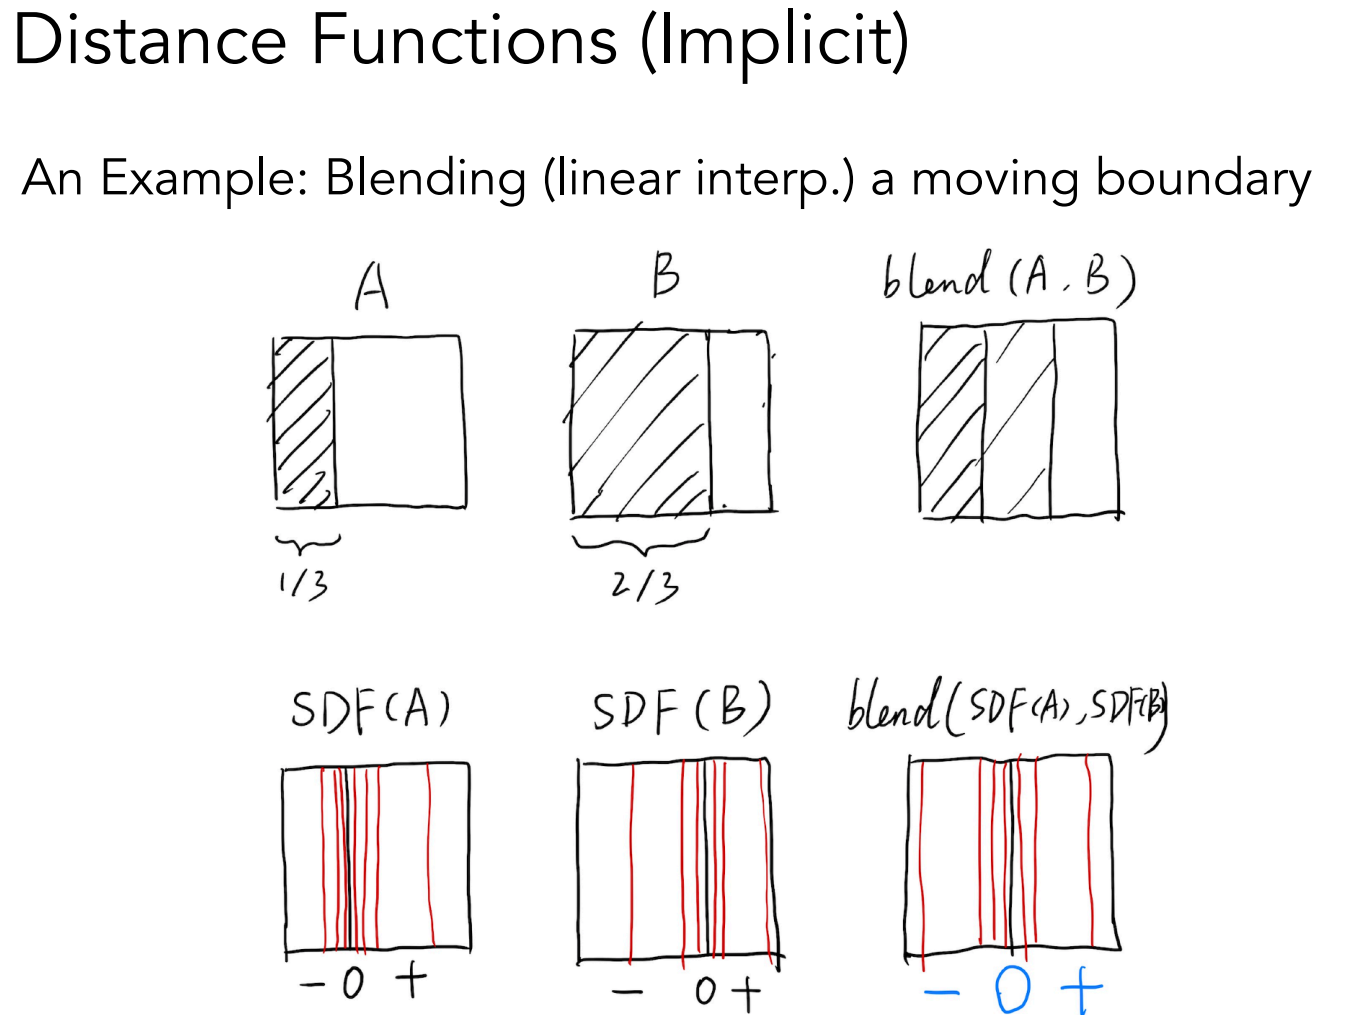 Distance Functions (Implicit)
An Example: Blending (linear interp.) a moving boundary
A B blend (A, B)
1/3 2/3
SDF(A) SDF(B) blend(SDF(A), SDF(B)
- 0 + - 0 + - 0 +